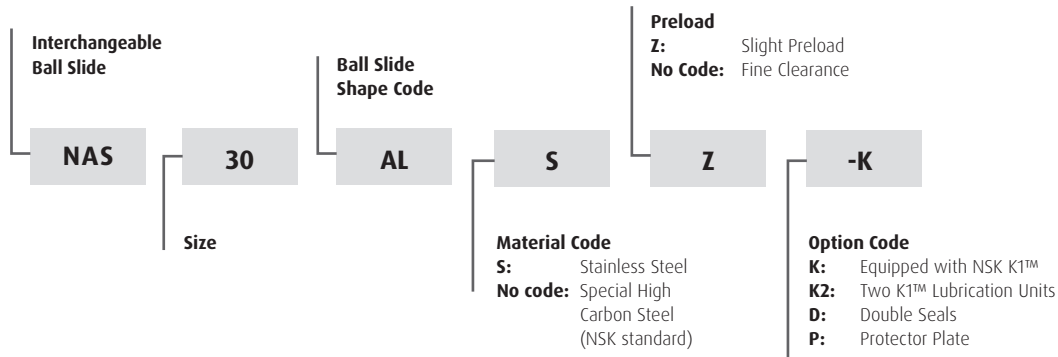 Interchangeable
Ball Slide
Ball Slide
Shape Code
Preload
Z: Slight Preload
No Code: Fine Clearance
NAS
30
AL
S
Z
-K
Size
Material Code
S: Stainless Steel
No code: Special High
Carbon Steel
(NSK standard)
Option Code
K: Equipped with NSK K1™
K2: Two K1™ Lubrication Units
D: Double Seals
P: Protector Plate